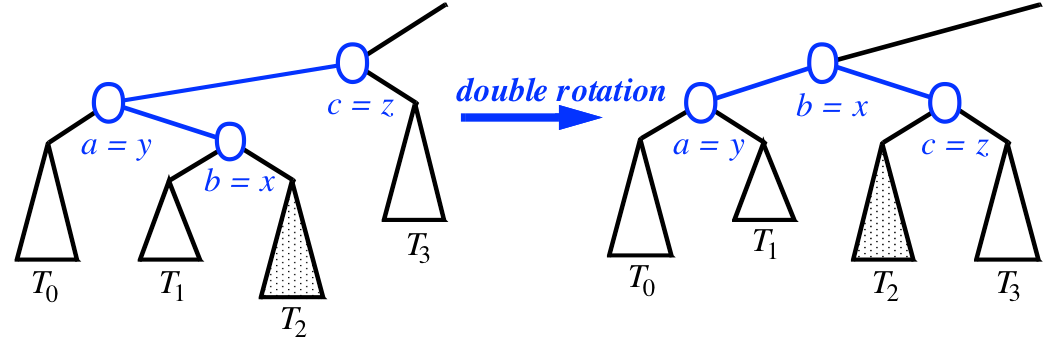 double rotation
c = z
a = y
b = x
T0
T1
T2
T3
b = x
a = y
c = z
T0
T1
T2
T3